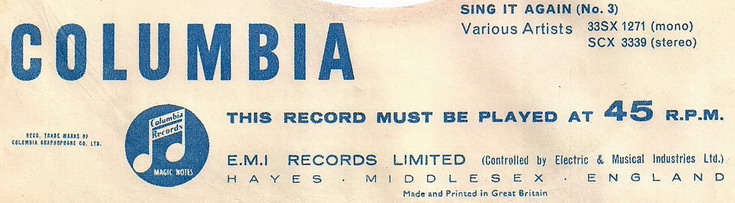 SING IT AGAIN (No. 3)
Various Artists 33SX 1271 (mono)
SCX 3339 (stereo)
COLUMBIA
THIS RECORD MUST BE PLAYED AT 45 R.P.M.
Columbia
Records
MAGIC NOTES
REGD. TRADE MARKS OF
COLUMBIA GRAPHOPHONE CO. LTD.
E.M.I RECORDS LIMITED (Controlled by Electric & Musical Industries Ltd.)
HAYES · MIDDLESEX · ENGLAND
Made and Printed in Great Britain